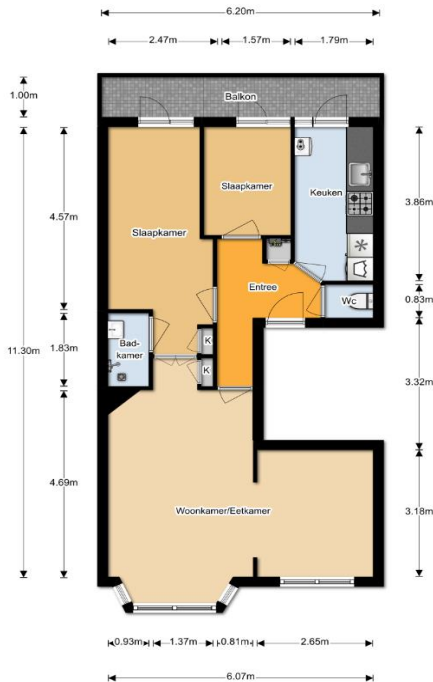 6.20m
2.47m
1.57m
1.79m
1.00m
Balkon
4.57m
Slaapkamer
Slaapkamer
Keuken
3.86m
Entree
Wc
0.83m
11.30m
1.83m
Bad-
kamer
K
K
3.32m
4.69m
Woonkamer/Eetkamer
3.18m
0.93m
1.37m
0.81m
2.65m
6.07m